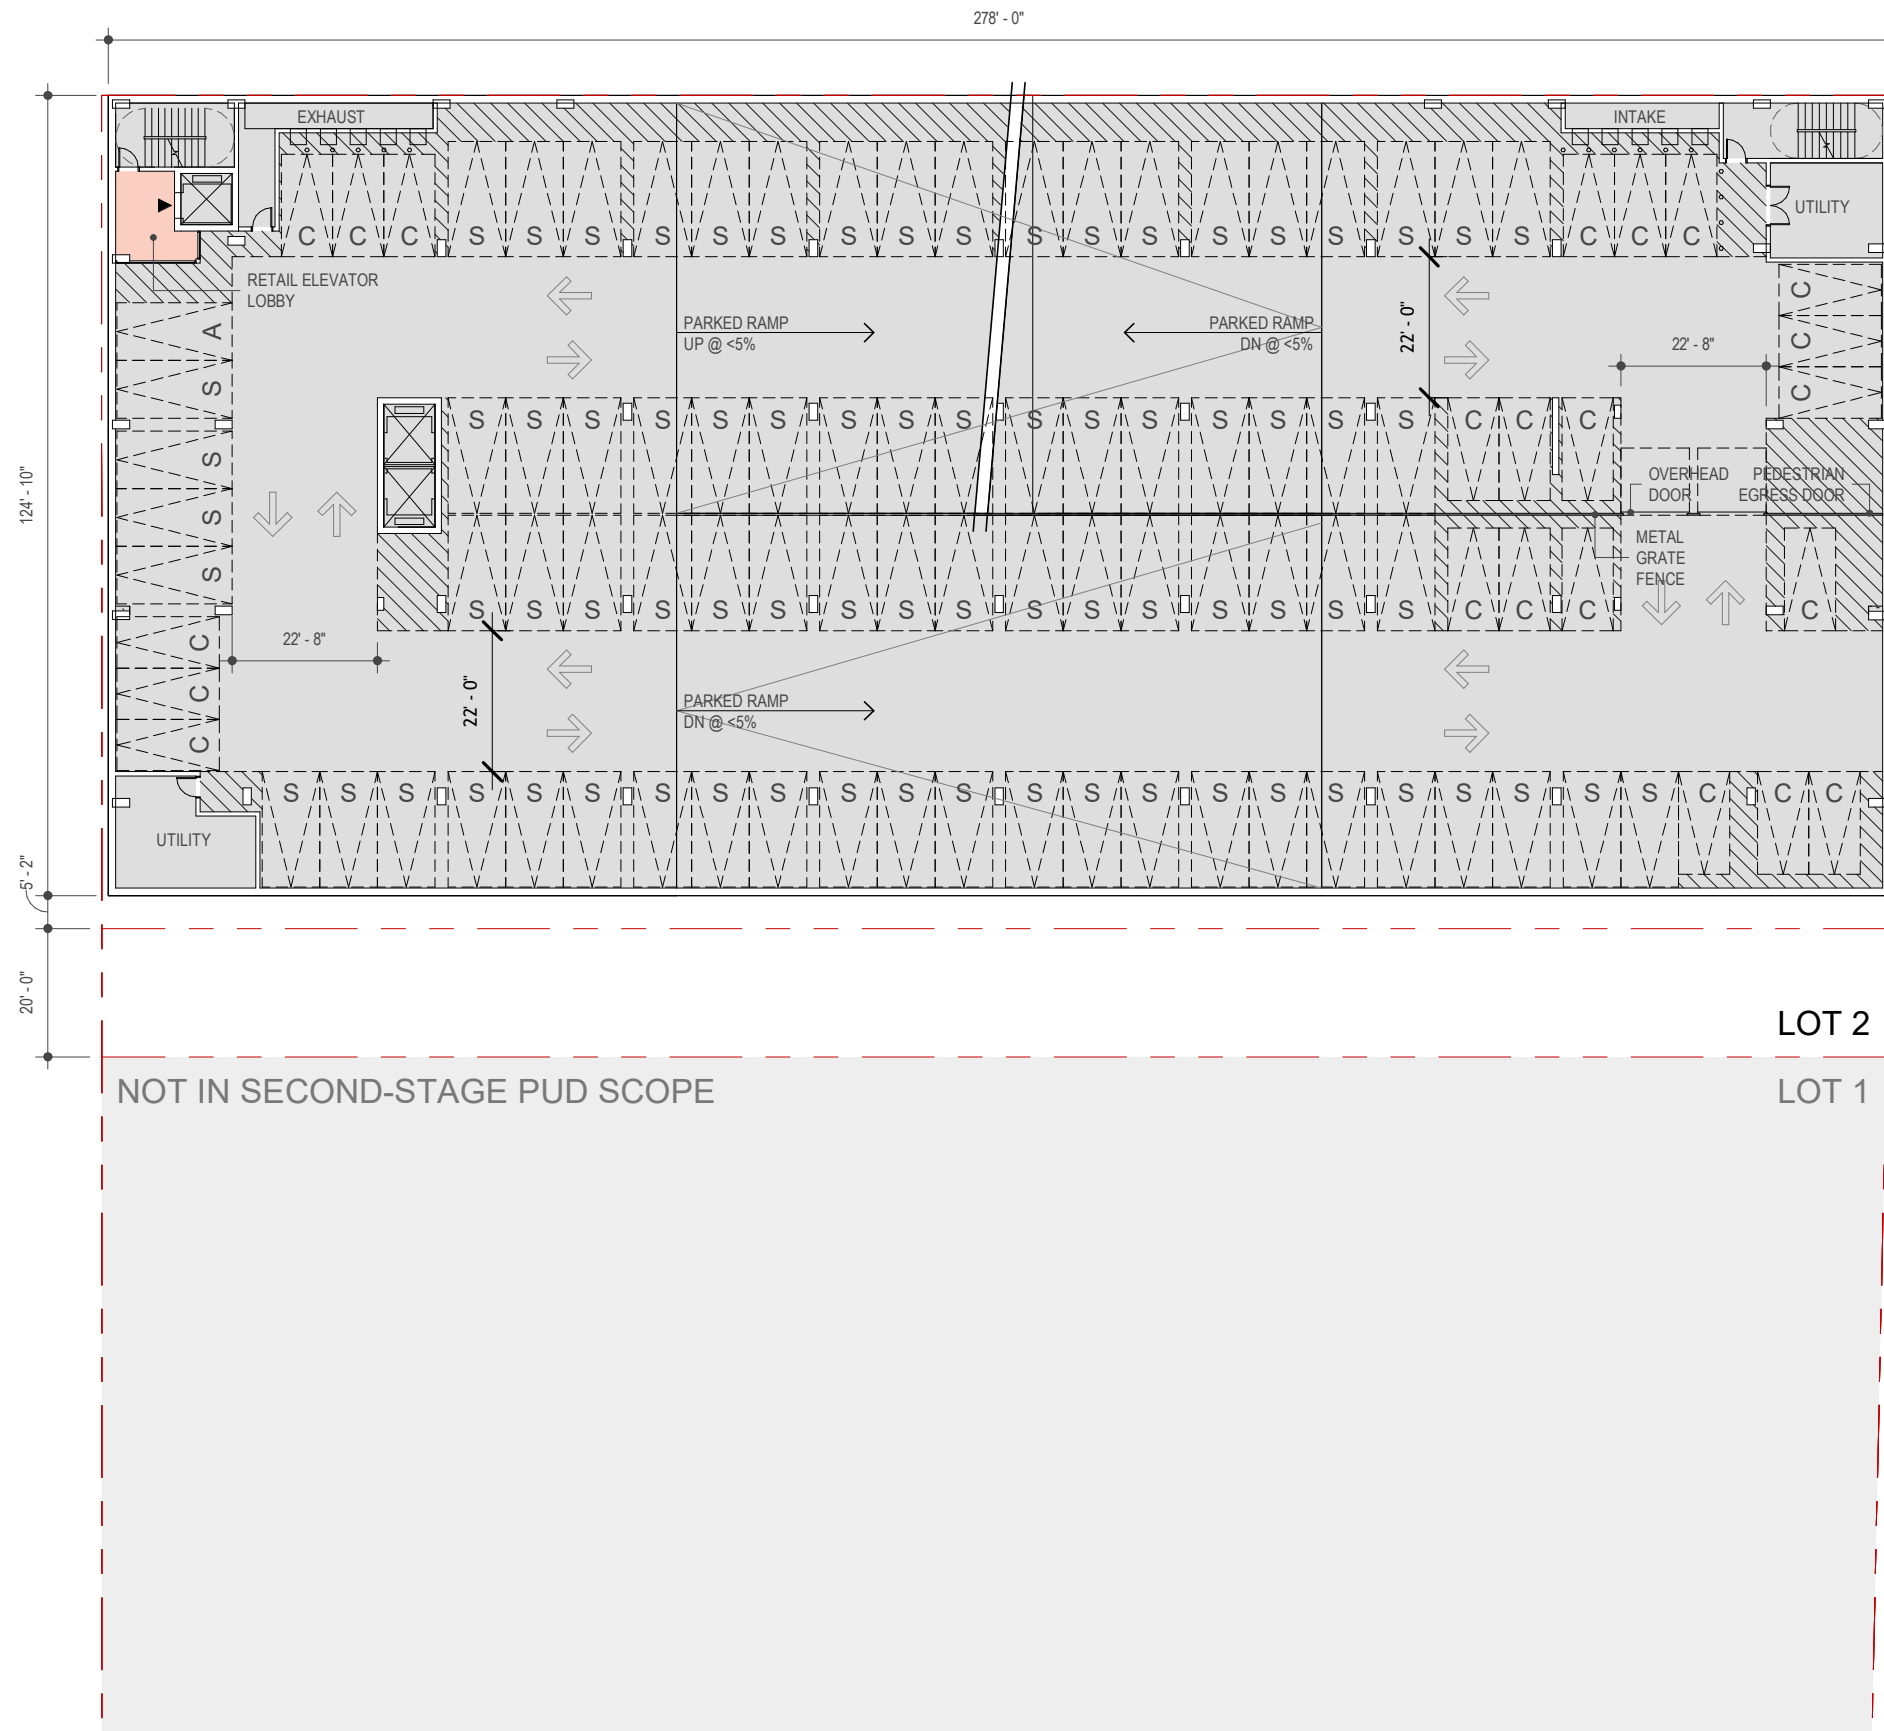 278' - 0"
EXHAUST
INTAKE
UTILITY
C C C S S S S S S S S S S S S S S S S S S C C C
RETAIL ELEVATOR
LOBBY
PARKED RAMP
UP @ <5%
PARKED RAMP
DN @ <5%
22' - 0"
22' - 8"
C
C
C
A
S
S
S
S
C
C
C
S S S S S S S S S S S S S S S S C C C
124' - 10"
OVERHEAD
DOOR
PEDESTRIAN
EGRESS DOOR
METAL
GRATE
FENCE
S S S S S S S S S S S S S S S S C C C C
22' - 8"
22' - 0"
PARKED RAMP
DN @ <5%
S S S S S S S S S S S S S S S S S S S S S S S C C C
UTILITY
5' - 2"
20' - 0"
LOT 2
NOT IN SECOND-STAGE PUD SCOPE
LOT 1